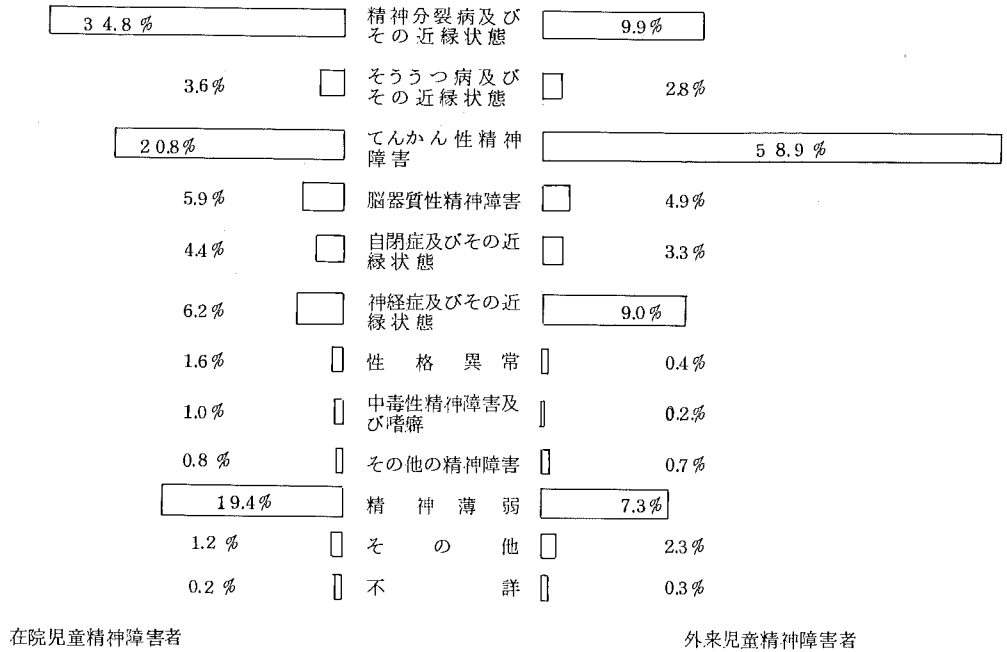 34.8% 精神分裂病及び 9.9%
その近縁状態
3.6% そううつ病及び 2.8%
その近縁状態
20.8% てんかん性精神 58.9%
障害
5.9% 脳器質性精神障害 4.9%
4.4% 自閉症及びその近 3.3%
縁状態
6.2% 神経症及びその近 9.0%
縁状態
1.6% 性格異常 0.4%
1.0% 中毒性精神障害及 0.2%
び嗜癖
0.8% その他の精神障害 0.7%
19.4% 精神薄弱 7.3%
1.2% その他 2.3%
0.2% 不詳 0.3%
在院児童精神障害者 外来児童精神障害者